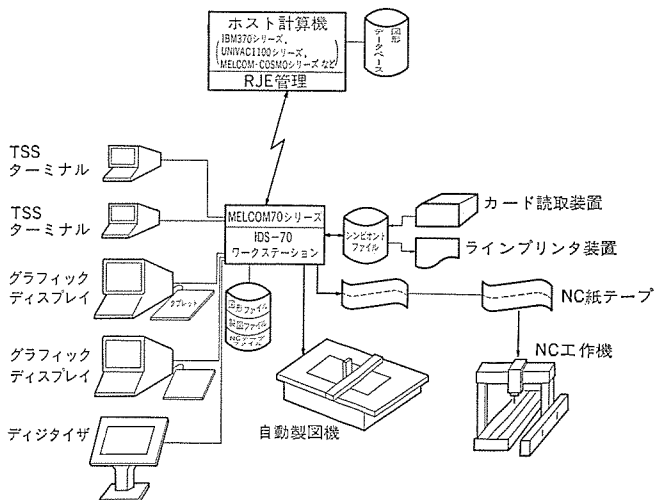 ホスト計算機
IBM370シリーズ,
UNIVAC1100シリーズ,
MELCOM-COSMOシリーズなど
RJE管理
図形
データベース
TSS
ターミナル
TSS
ターミナル
グラフィック
ディスプレイ
タブレット
グラフィック
ディスプレイ
ディジタイザ
MELCOM70シリーズ
IDS-70
ワークステーション
図形ファイル
製図ファイル
NCデータ
ファイル
シンビオント
ファイル
カード読取装置
ラインプリンタ装置
NC紙テープ
自動製図機
NC工作機